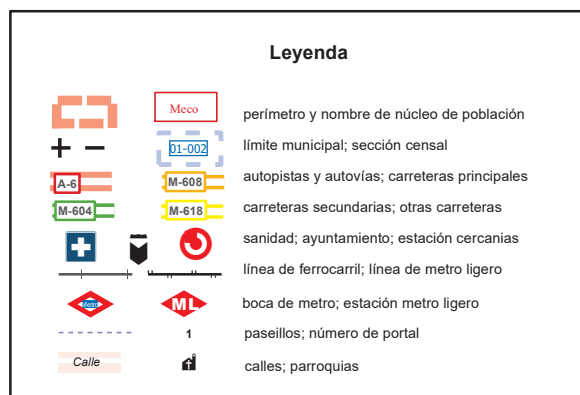 Leyenda
Meco perímetro y nombre de núcleo de población
+ − 01-002 límite municipal; sección censal
A-6 M-608 autopistas y autovías; carreteras principales
M-604 M-618 carreteras secundarias; otras carreteras
sanidad; ayuntamiento; estación cercanias
línea de ferrocarril; línea de metro ligero
Metro ML boca de metro; estación metro ligero
1 paseillos; número de portal
Calle calles; parroquias